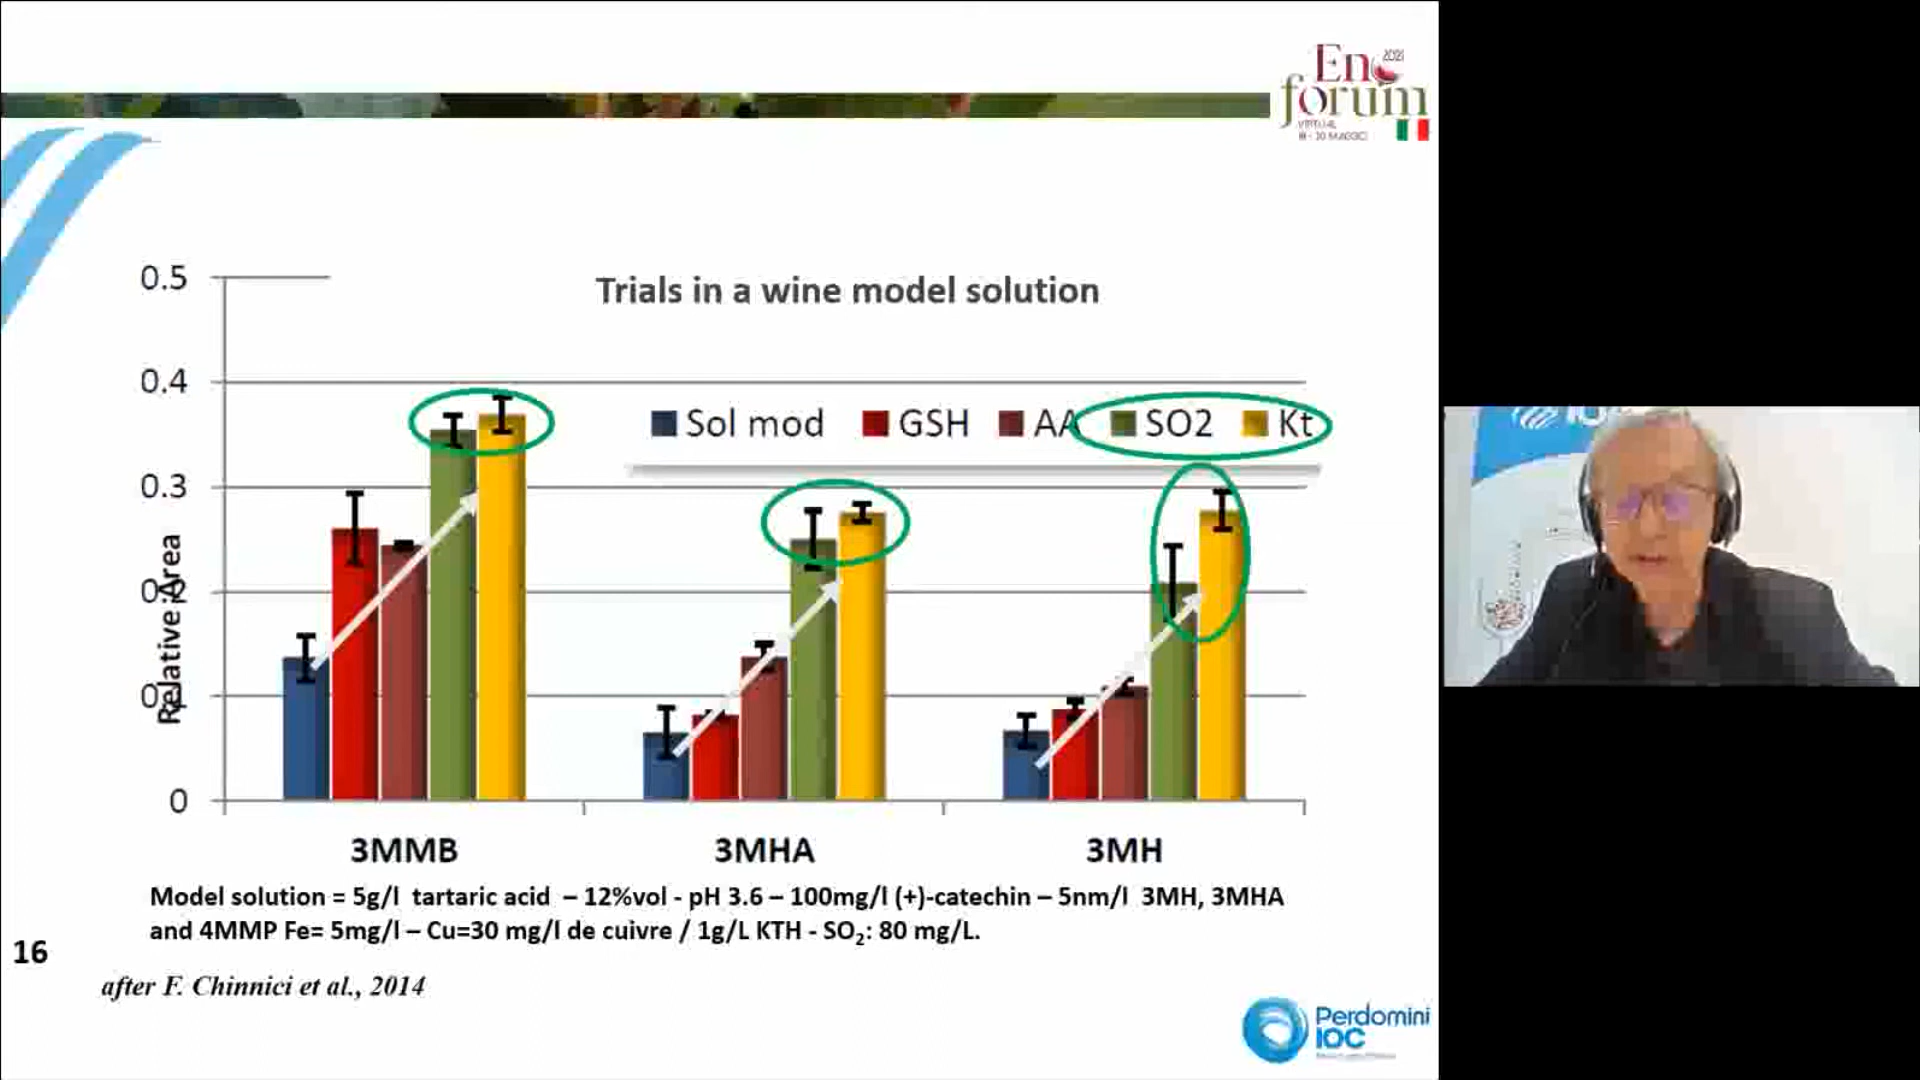 2021
Eno
forum
VIRTUAL
Trials in a wine model solution
Sol mod GSH AA SO2 Kt
Relative Area
0.5
0.4
0.3
0.2
0.1
0
3MMB 3MHA 3MH
Model solution = 5g/l tartaric acid – 12%vol - pH 3.6 – 100mg/l (+)-catechin – 5nm/l 3MH, 3MHA
and 4MMP Fe= 5mg/l – Cu=30 mg/l de cuivre / 1g/L KTH - SO₂: 80 mg/L.
16
after F. Chinnici et al., 2014
Perdomini
IOC